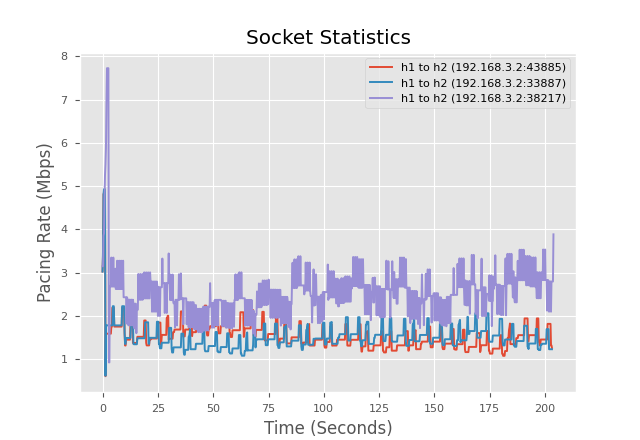 Socket Statistics
h1 to h2 (192.168.3.2:43885)
h1 to h2 (192.168.3.2:33887)
h1 to h2 (192.168.3.2:38217)
Pacing Rate (Mbps)
8
7
6
5
4
3
2
1
0 25 50 75 100 125 150 175 200
Time (Seconds)